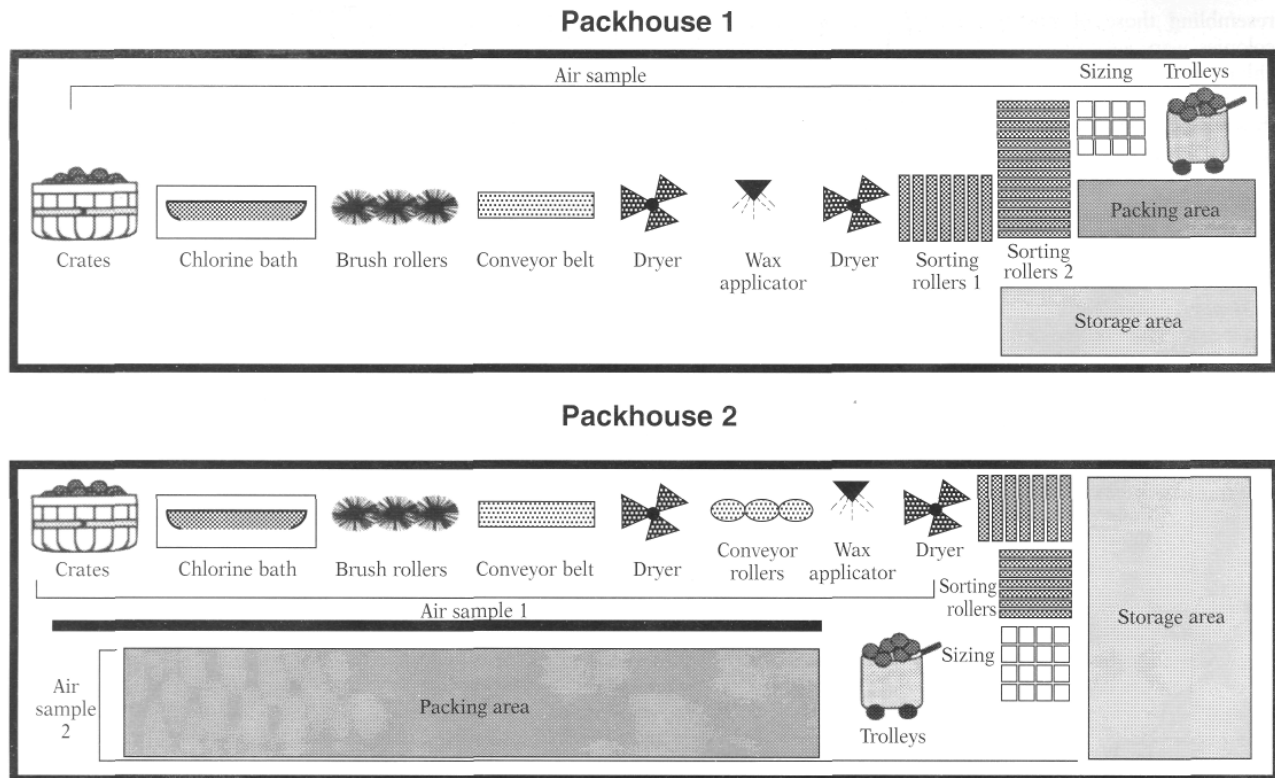 resembling those
Packhouse 1
Air sample
Sizing
Trolleys
Crates
Chlorine bath
Brush rollers
Conveyor belt
Dryer
Wax
applicator
Dryer
Sorting
rollers 1
Sorting
rollers 2
Packing area
Storage area
Packhouse 2
Crates
Chlorine bath
Brush rollers
Conveyor belt
Dryer
Conveyor
rollers
Wax
applicator
Dryer
Sorting
rollers
Air sample 1
Storage area
Sizing
Air
sample
2
Packing area
Trolleys